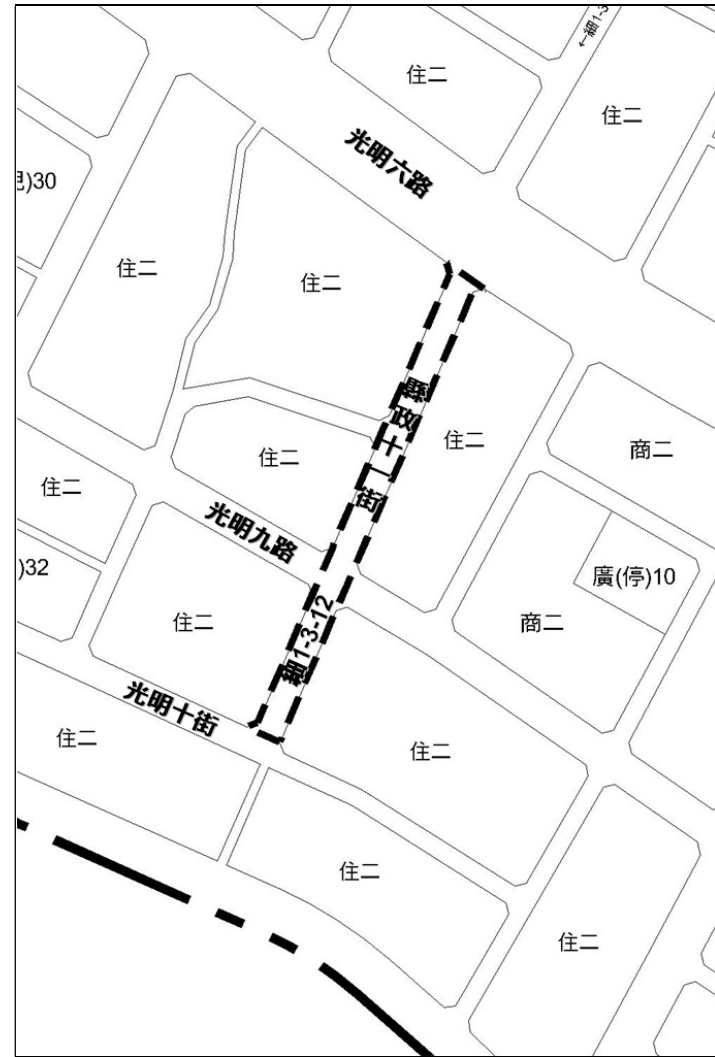 ←細1-3
住二
住二
光明六路
)30
住二
住二
縣政十一街
住二
商二
住二
住二
光明九路
廣(停)10
)32
細1-3-12
住二
商二
光明十街
住二
住二
住二
住二